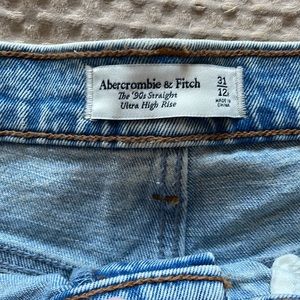 Abercrombie & Fitch
The '90s Straight
Ultra High Rise
31
12
MADE IN
CHINA